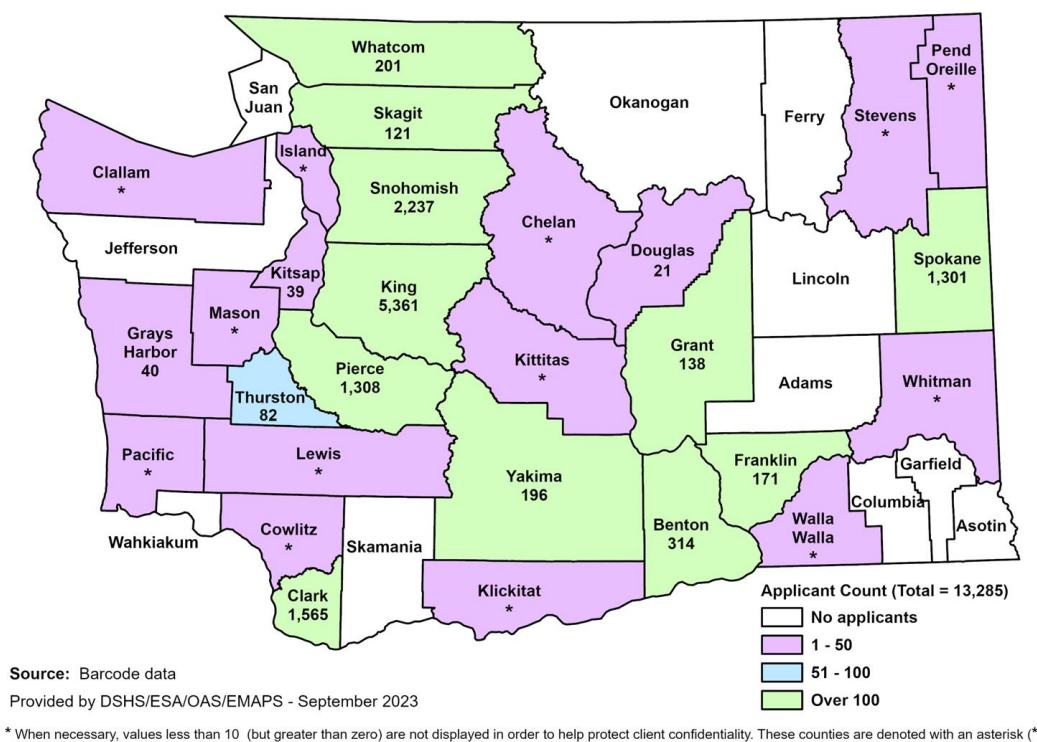 Whatcom
201
San
Juan
Skagit
121
Okanogan
Ferry
Stevens
*
Pend
Oreille
*
Clallam
*
Island
*
Snohomish
2,237
Chelan
*
Douglas
21
Jefferson
Kitsap
39
King
5,361
Lincoln
Spokane
1,301
Grays
Harbor
40
Mason
*
Pierce
1,308
Kittitas
*
Grant
138
Adams
Whitman
*
Thurston
82
Pacific
*
Lewis
*
Yakima
196
Franklin
171
Garfield
Columbia
Asotin
Wahkiakum
Cowlitz
*
Skamania
Benton
314
Walla
Walla
*
Clark
1,565
Klickitat
*
Applicant Count (Total = 13,285)
No applicants
1 - 50
51 - 100
Over 100
Source: Barcode data
Provided by DSHS/ESA/OAS/EMAPS - September 2023
* When necessary, values less than 10 (but greater than zero) are not displayed in order to help protect client confidentiality. These counties are denoted with an asterisk (*